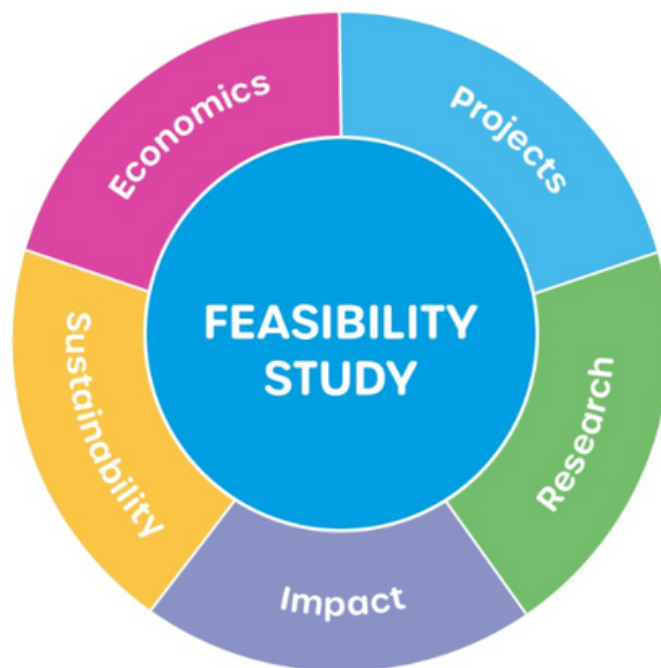 Economics
Projects
FEASIBILITY
STUDY
Sustainability
Research
Impact